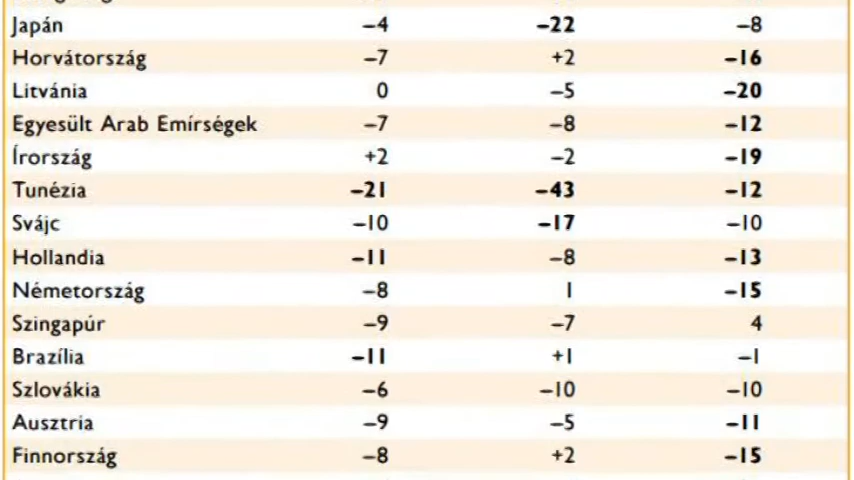 Japán –4 –22 –8
Horvátország –7 +2 –16
Litvánia 0 –5 –20
Egyesült Arab Emírségek –7 –8 –12
Írország +2 –2 –19
Tunézia –21 –43 –12
Svájc –10 –17 –10
Hollandia –11 –8 –13
Németország –8 1 –15
Szingapúr –9 –7 4
Brazília –11 +1 –1
Szlovákia –6 –10 –10
Ausztria –9 –5 –11
Finnország –8 +2 –15